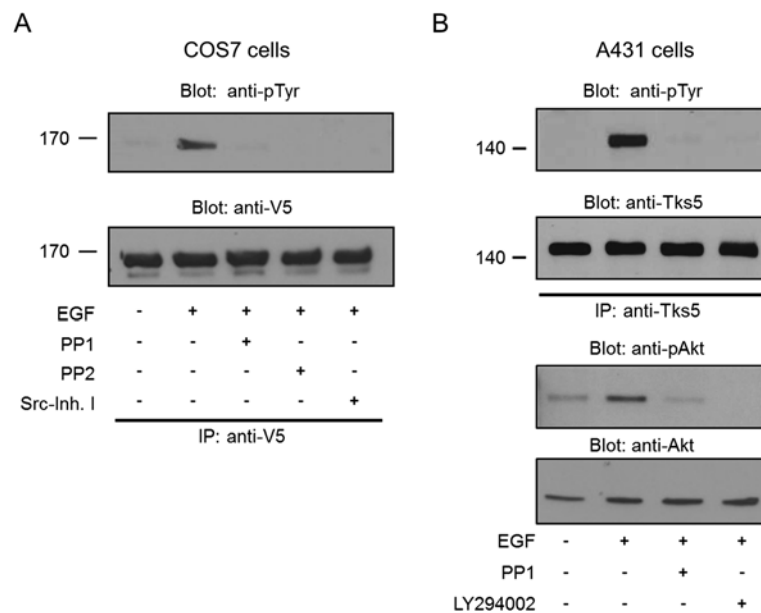 A
COS7 cells
Blot: anti-pTyr
170
Blot: anti-V5
170
EGF - + + + +
PP1 - - + - -
PP2 - - - + -
Src-Inh. I - - - - +
IP: anti-V5
B
A431 cells
Blot: anti-pTyr
140
Blot: anti-Tks5
140
IP: anti-Tks5
Blot: anti-pAkt
Blot: anti-Akt
EGF - + + +
PP1 - - + -
LY294002 - - - +